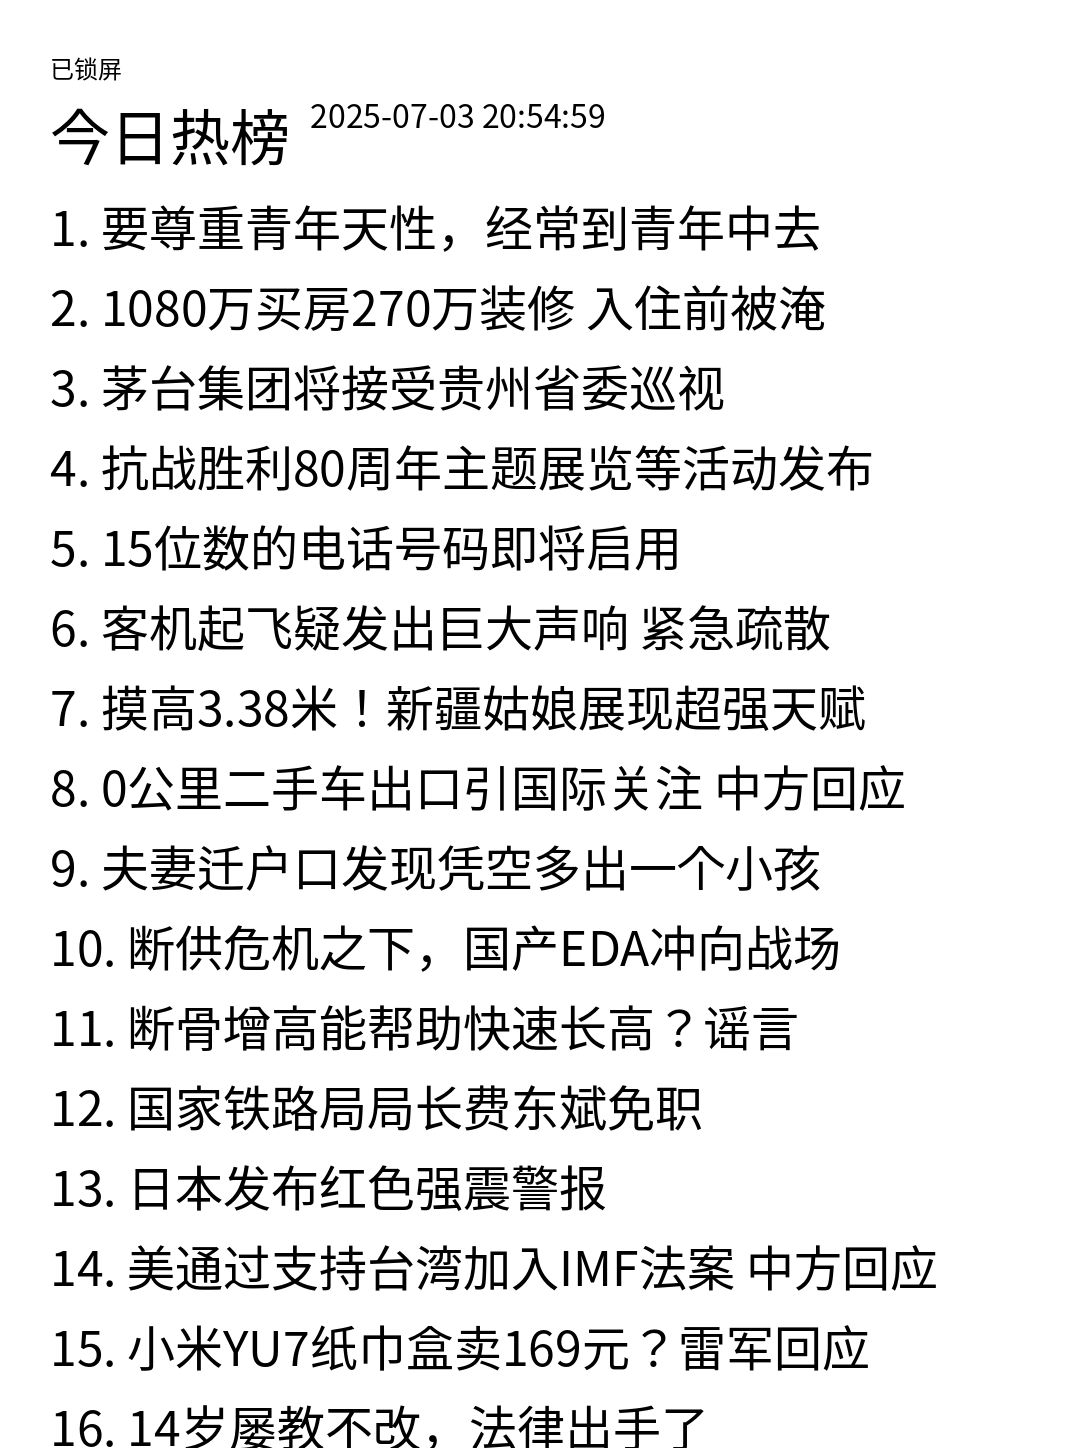 已锁屏
今日热榜 2025-07-03 20:54:59
1. 要尊重青年天性，经常到青年中去
2. 1080万买房270万装修 入住前被淹
3. 茅台集团将接受贵州省委巡视
4. 抗战胜利80周年主题展览等活动发布
5. 15位数的电话号码即将启用
6. 客机起飞疑发出巨大声响 紧急疏散
7. 摸高3.38米！新疆姑娘展现超强天赋
8. 0公里二手车出口引国际关注 中方回应
9. 夫妻迁户口发现凭空多出一个小孩
10. 断供危机之下，国产EDA冲向战场
11. 断骨增高能帮助快速长高？谣言
12. 国家铁路局局长费东斌免职
13. 日本发布红色强震警报
14. 美通过支持台湾加入IMF法案 中方回应
15. 小米YU7纸巾盒卖169元？雷军回应
16. 14岁屡教不改，法律出手了